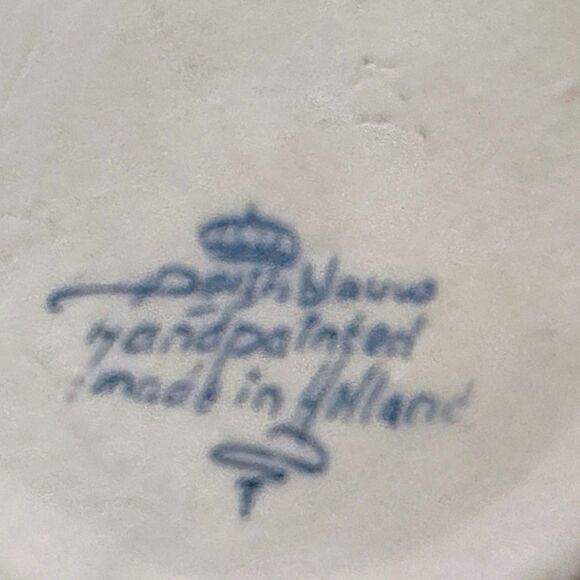 Delfts blauw
handpainted
made in Holland